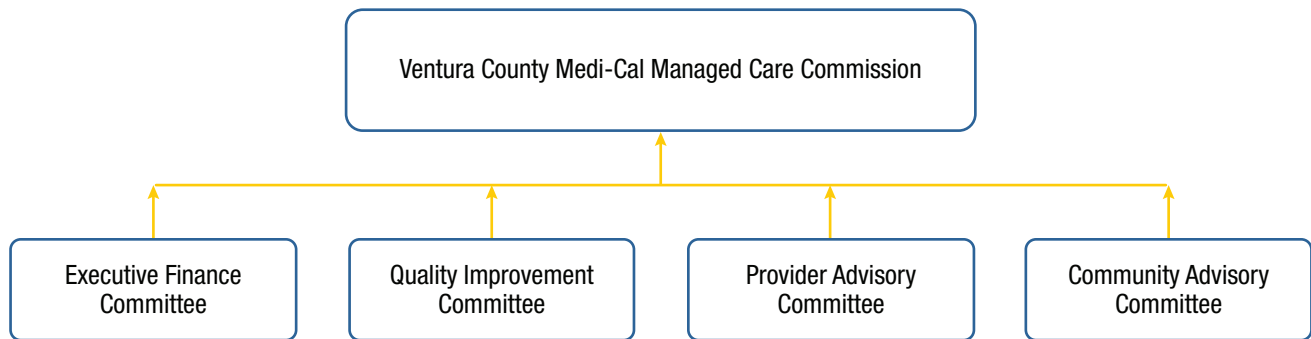 Ventura County Medi-Cal Managed Care Commission
Executive Finance
Committee
Quality Improvement
Committee
Provider Advisory
Committee
Community Advisory
Committee